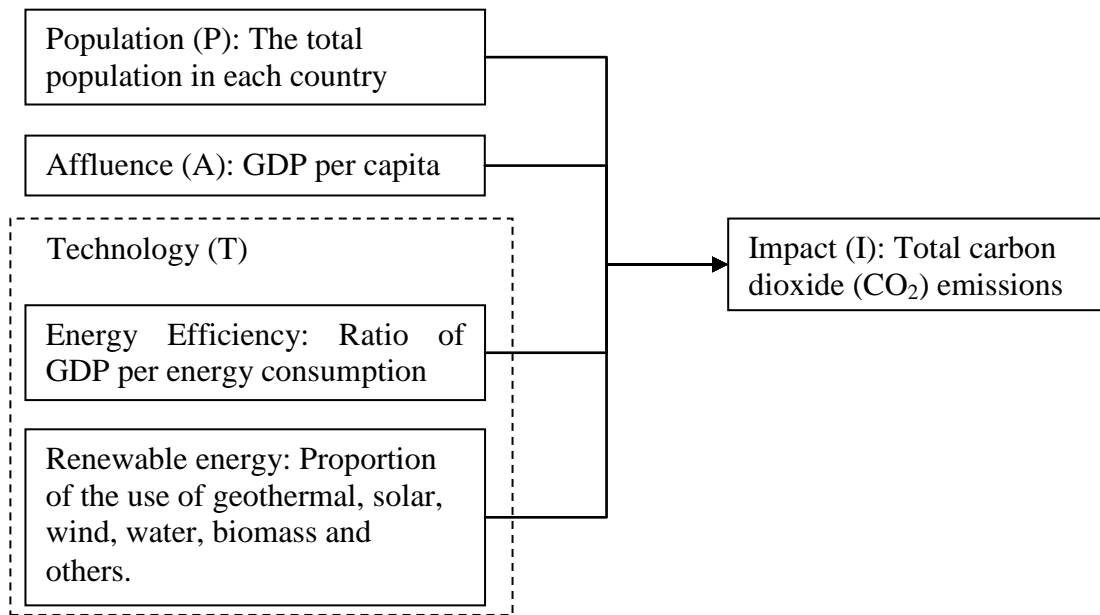 Population (P): The total
population in each country
Affluence (A): GDP per capita
Technology (T)
Energy Efficiency: Ratio of
GDP per energy consumption
Renewable energy: Proportion
of the use of geothermal, solar,
wind, water, biomass and
others.
Impact (I): Total carbon
dioxide (CO₂) emissions